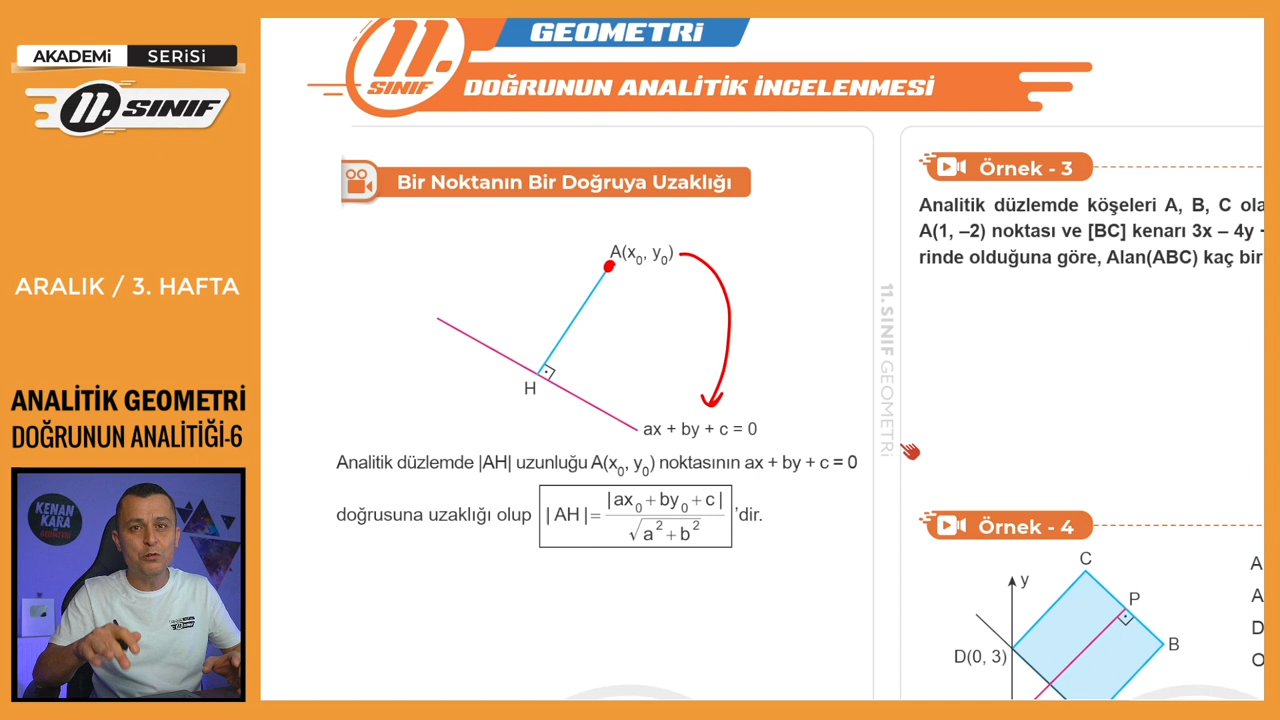 AKADEMİ SERİSİ
11. SINIF
ARALIK / 3. HAFTA
ANALİTİK GEOMETRİ
DOĞRUNUN ANALİTİĞİ-6
KENAN
KARA
GEOMETRİ
11.
SINIF
DOĞRUNUN ANALİTİK İNCELENMESİ
Bir Noktanın Bir Doğruya Uzaklığı
A(x₀, y₀)
H
ax + by + c = 0
Analitik düzlemde |AH| uzunluğu A(x₀, y₀) noktasının ax + by + c = 0
doğrusuna uzaklığı olup |AH| = |ax₀ + by₀ + c| / √(a² + b²) 'dir.
11.SINIF GEOMETRİ
Örnek - 3
Analitik düzlemde köşeleri A, B, C ola
A(1, –2) noktası ve [BC] kenarı 3x – 4y
rinde olduğuna göre, Alan(ABC) kaç bir
Örnek - 4
C
y
P
B
D(0, 3)
A
A
D
O